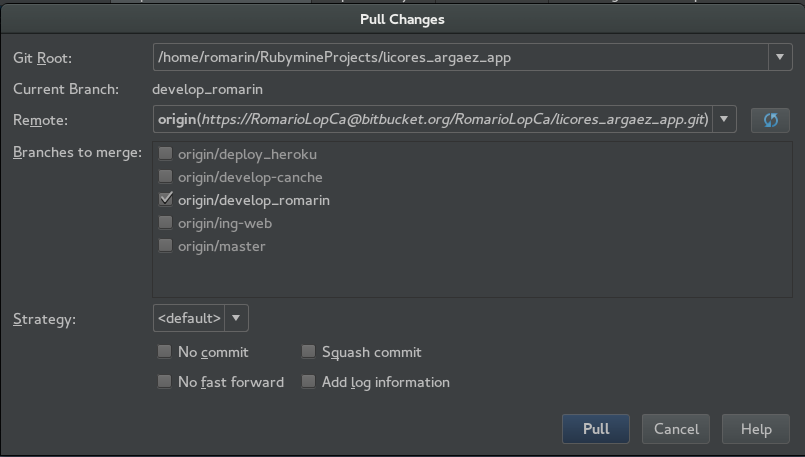 Pull Changes
Git Root: /home/romarin/RubymineProjects/licores_argaez_app
Current Branch: develop_romarin
Remote: origin(https://RomarioLopCa@bitbucket.org/RomarioLopCa/licores_argaez_app.git)
Branches to merge: origin/deploy_heroku
origin/develop-canche
origin/develop_romarin
origin/ing-web
origin/master
Strategy: <default>
No commit Squash commit
No fast forward Add log information
Pull Cancel Help